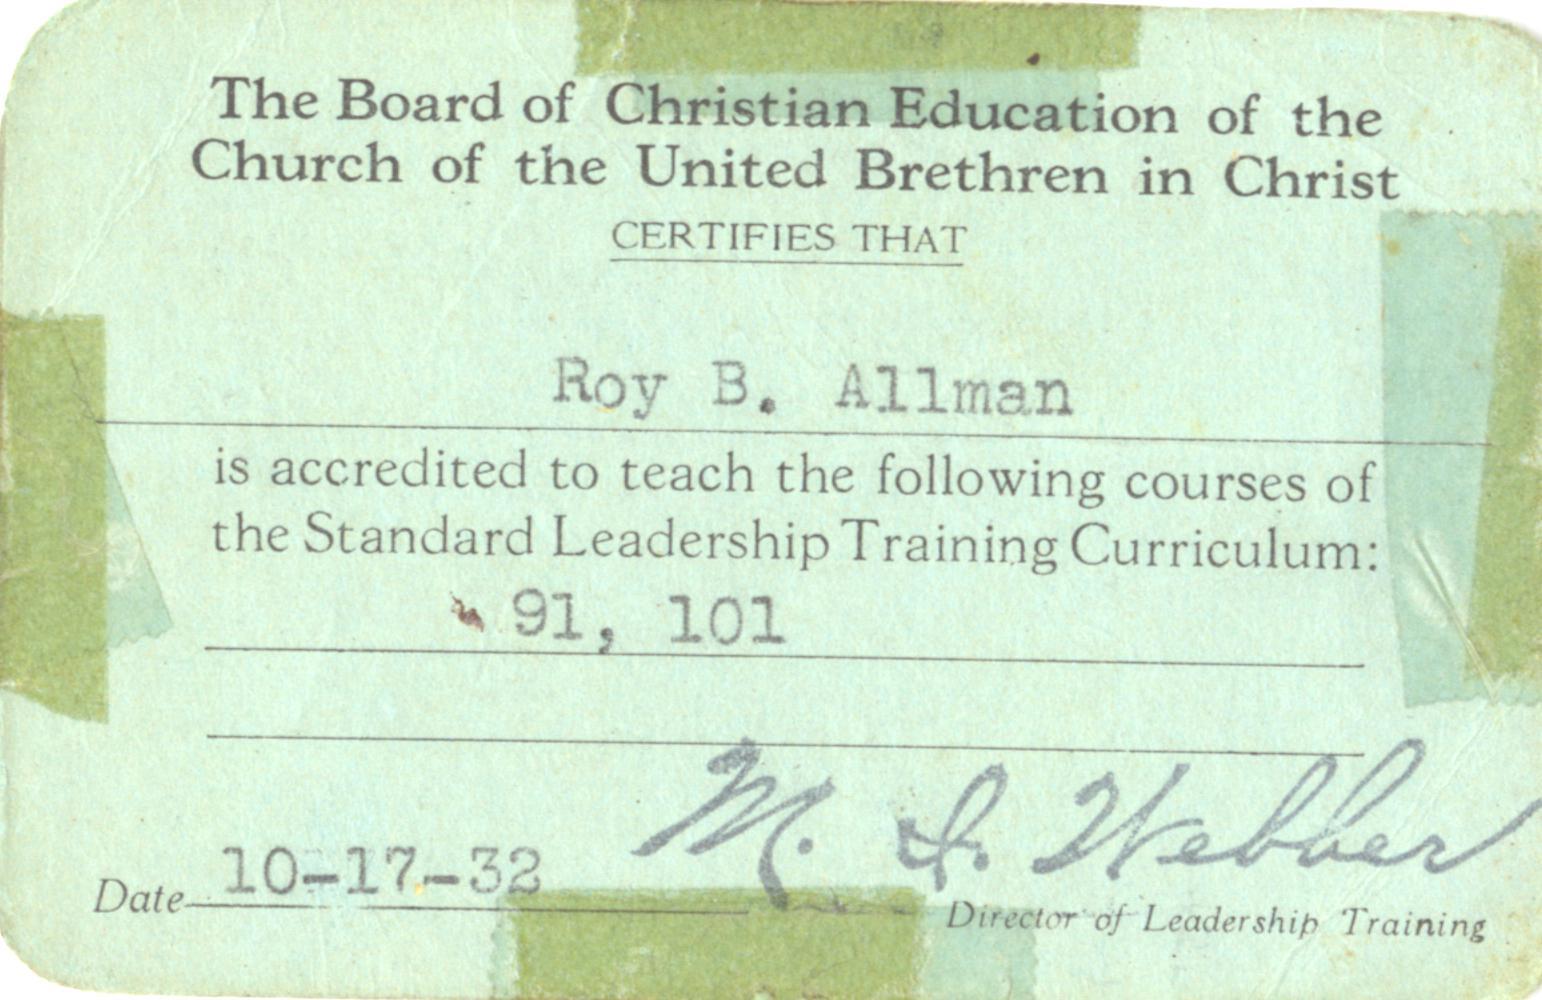 The Board of Christian Education of the
Church of the United Brethren in Christ
CERTIFIES THAT
Roy B. Allman
is accredited to teach the following courses of
the Standard Leadership Training Curriculum:
91, 101
M. I. Webber
Date 10-17-32
Director of Leadership Training